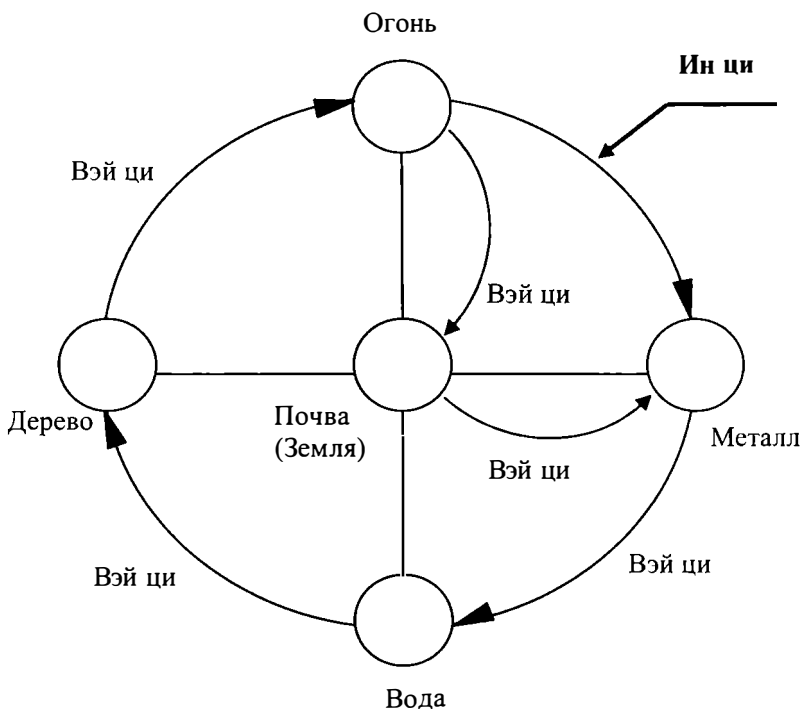 Огонь
Ин ци
Вэй ци
Вэй ци
Дерево
Почва
(Земля)
Металл
Вэй ци
Вэй ци
Вэй ци
Вода